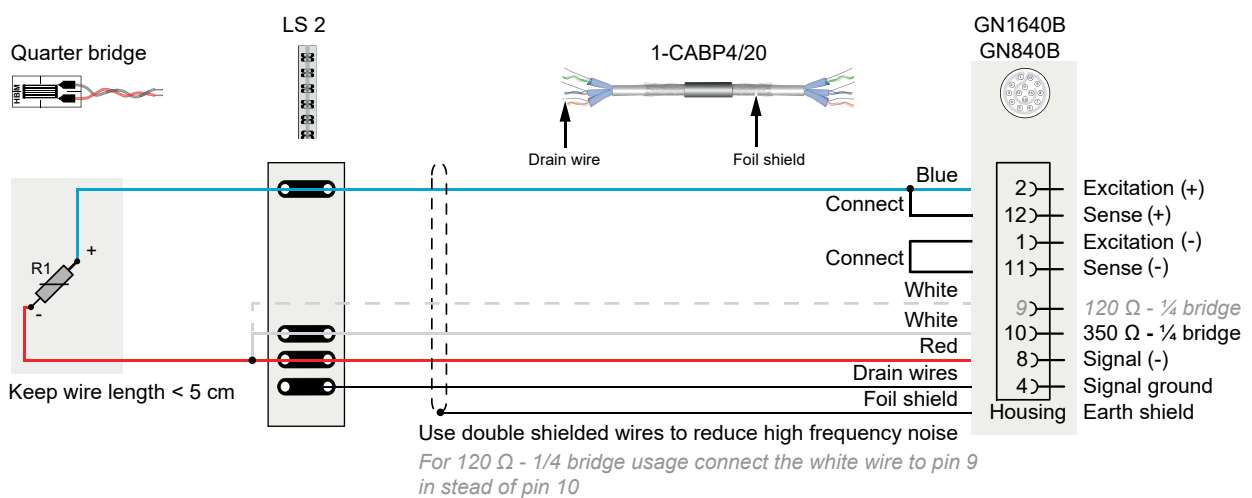 LS 2
GN1640B
GN840B
Quarter bridge
1-CABP4/20
HBM
Drain wire
Foil shield
Blue
2
Excitation (+)
Connect
12
Sense (+)
1
Excitation (-)
Connect
11
Sense (-)
R1
+
-
White
9
120 Ω - ¼ bridge
White
10
350 Ω - ¼ bridge
Red
8
Signal (-)
Keep wire length < 5 cm
Drain wires
4
Signal ground
Foil shield
Housing
Earth shield
Use double shielded wires to reduce high frequency noise
For 120 Ω - 1/4 bridge usage connect the white wire to pin 9
in stead of pin 10